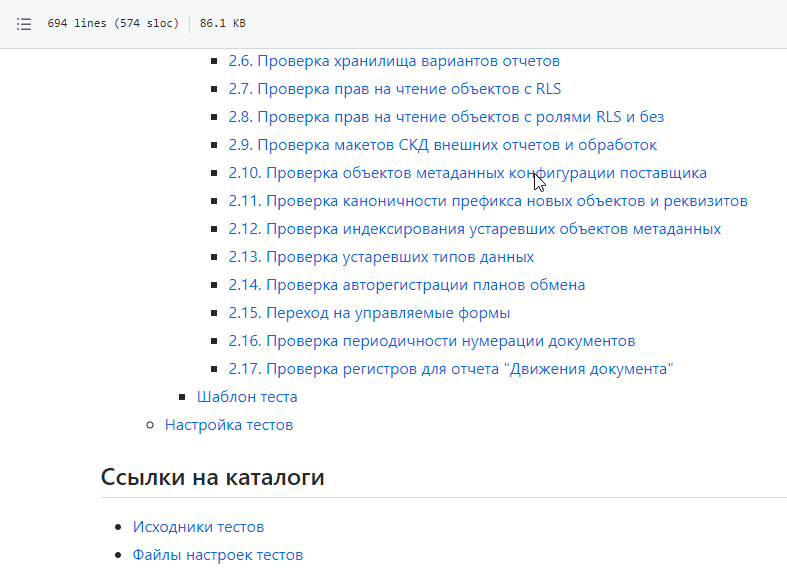 694 lines (574 sloc) 86.1 KB
2.6. Проверка хранилища вариантов отчетов
2.7. Проверка прав на чтение объектов с RLS
2.8. Проверка прав на чтение объектов с ролями RLS и без
2.9. Проверка макетов СКД внешних отчетов и обработок
2.10. Проверка объектов метаданных конфигурации поставщика
2.11. Проверка каноничности префикса новых объектов и реквизитов
2.12. Проверка индексирования устаревших объектов метаданных
2.13. Проверка устаревших типов данных
2.14. Проверка авторегистрации планов обмена
2.15. Переход на управляемые формы
2.16. Проверка периодичности нумерации документов
2.17. Проверка регистров для отчета "Движения документа"
Шаблон теста
Настройка тестов
Ссылки на каталоги
Исходники тестов
Файлы настроек тестов